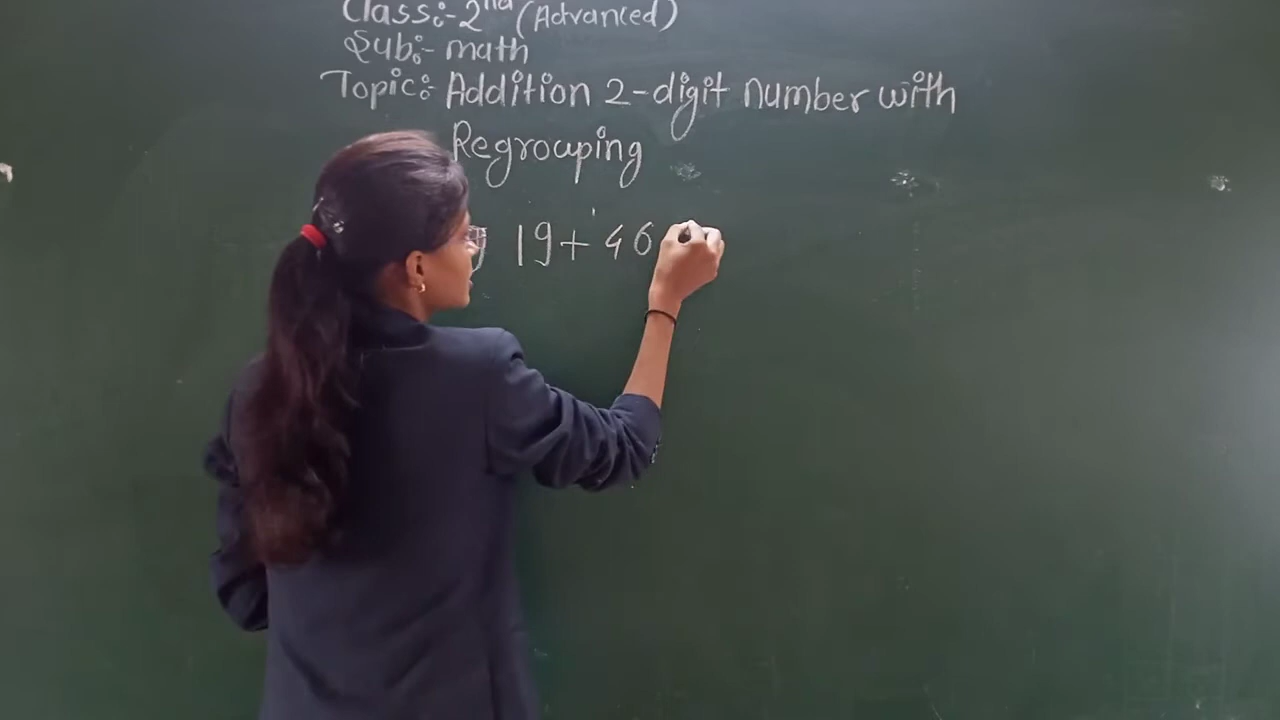 Class:-2nd (Advanced)
Sub:- math
Topic:- Addition 2-digit number with
Regrouping
19+ 46